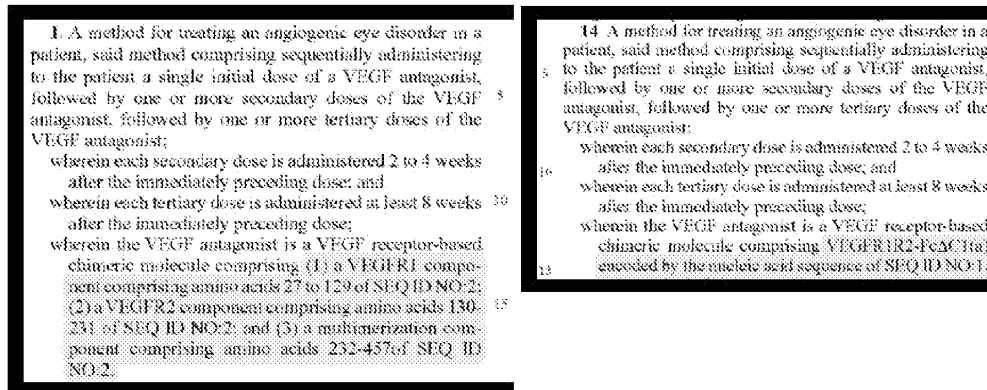 1. A method for treating an angiogenic eye disorder in a
patient, said method comprising sequentially administering
to the patient a single initial dose of a VEGF antagonist,
followed by one or more secondary doses of the VEGF
5
antagonist, followed by one or more tertiary doses of the
VEGF antagonist;
wherein each secondary dose is administered 2 to 4 weeks
after the immediately preceding dose; and
wherein each tertiary dose is administered at least 8 weeks
10
after the immediately preceding dose;
wherein the VEGF antagonist is a VEGF receptor-based
chimeric molecule comprising (1) a VEGFR1 compo-
nent comprising amino acids 27 to 129 of SEQ ID NO:2;
(2) a VEGFR2 component comprising amino acids 130-
15
231 of SEQ ID NO:2; and (3) a multimerization com-
ponent comprising amino acids 232-457of SEQ ID
NO:2.
14 A method for treating an angiogenic eye disorder in a
patient, said method comprising sequentially administering
5
to the patient a single initial dose of a VEGF antagonist,
followed by one or more secondary doses of the VEGF
antagonist, followed by one or more tertiary doses of the
VEGF antagonist;
wherein each secondary dose is administered 2 to 4 weeks
10
after the immediately preceding dose; and
wherein each tertiary dose is administered at least 8 weeks
after the immediately preceding dose;
wherein the VEGF antagonist is a VEGF receptor-based
chimeric molecule comprising VEGFR1R2-FcΔC1(a)
15
encoded by the nucleic acid sequence of SEQ ID NO:1.